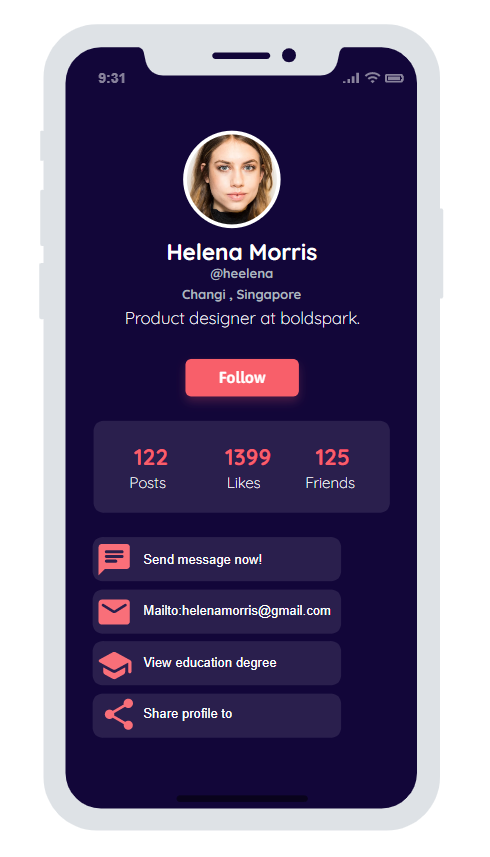 9:31
Helena Morris
@heelena
Changi , Singapore
Product designer at boldspark.
Follow
122 1399 125
Posts Likes Friends
Send message now!
Mailto:helenamorris@gmail.com
View education degree
Share profile to